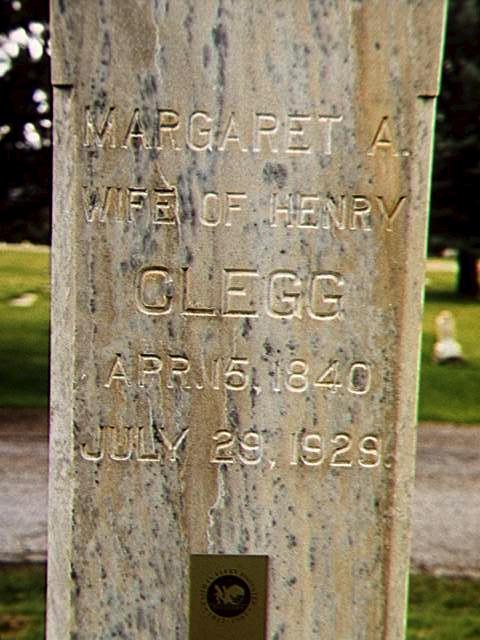 MARGARET A.
WIFE OF HENRY
CLEGG
APR. 15, 1840
JULY 29, 1929.